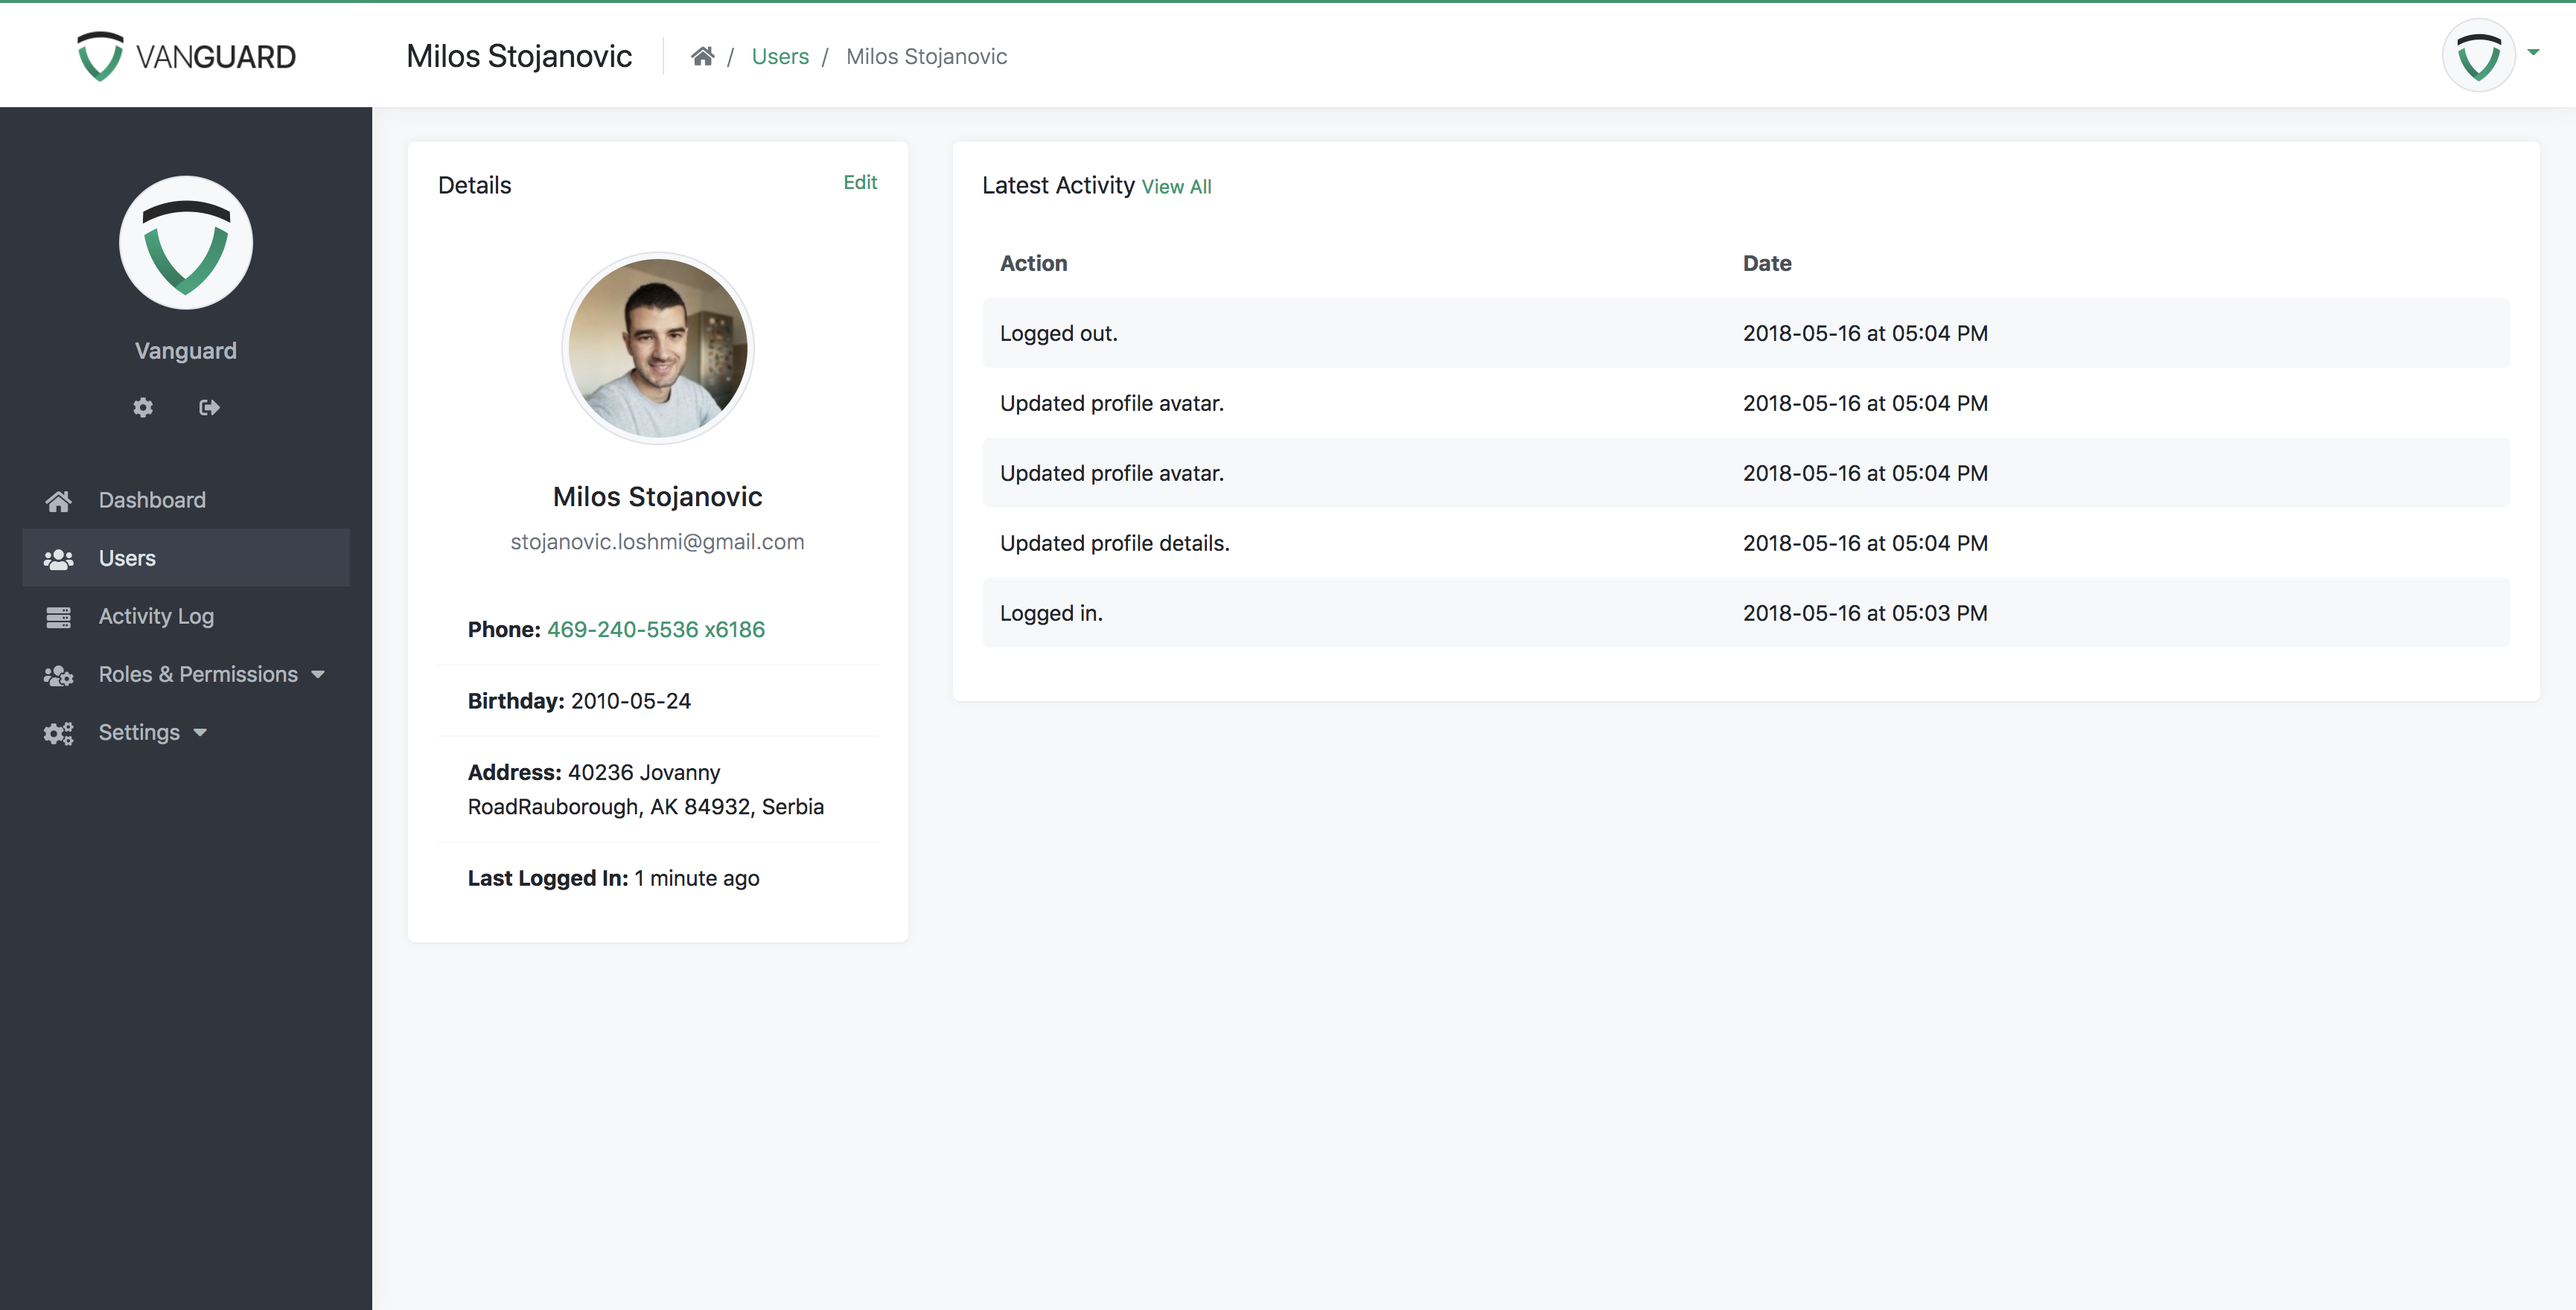 VANGUARD
Milos Stojanovic
/ Users / Milos Stojanovic
Vanguard
Dashboard
Users
Activity Log
Roles & Permissions
Settings
Details
Edit
Milos Stojanovic
stojanovic.loshmi@gmail.com
Phone: 469-240-5536 x6186
Birthday: 2010-05-24
Address: 40236 Jovanny
RoadRauborough, AK 84932, Serbia
Last Logged In: 1 minute ago
Latest Activity View All
Action Date
Logged out. 2018-05-16 at 05:04 PM
Updated profile avatar. 2018-05-16 at 05:04 PM
Updated profile avatar. 2018-05-16 at 05:04 PM
Updated profile details. 2018-05-16 at 05:04 PM
Logged in. 2018-05-16 at 05:03 PM